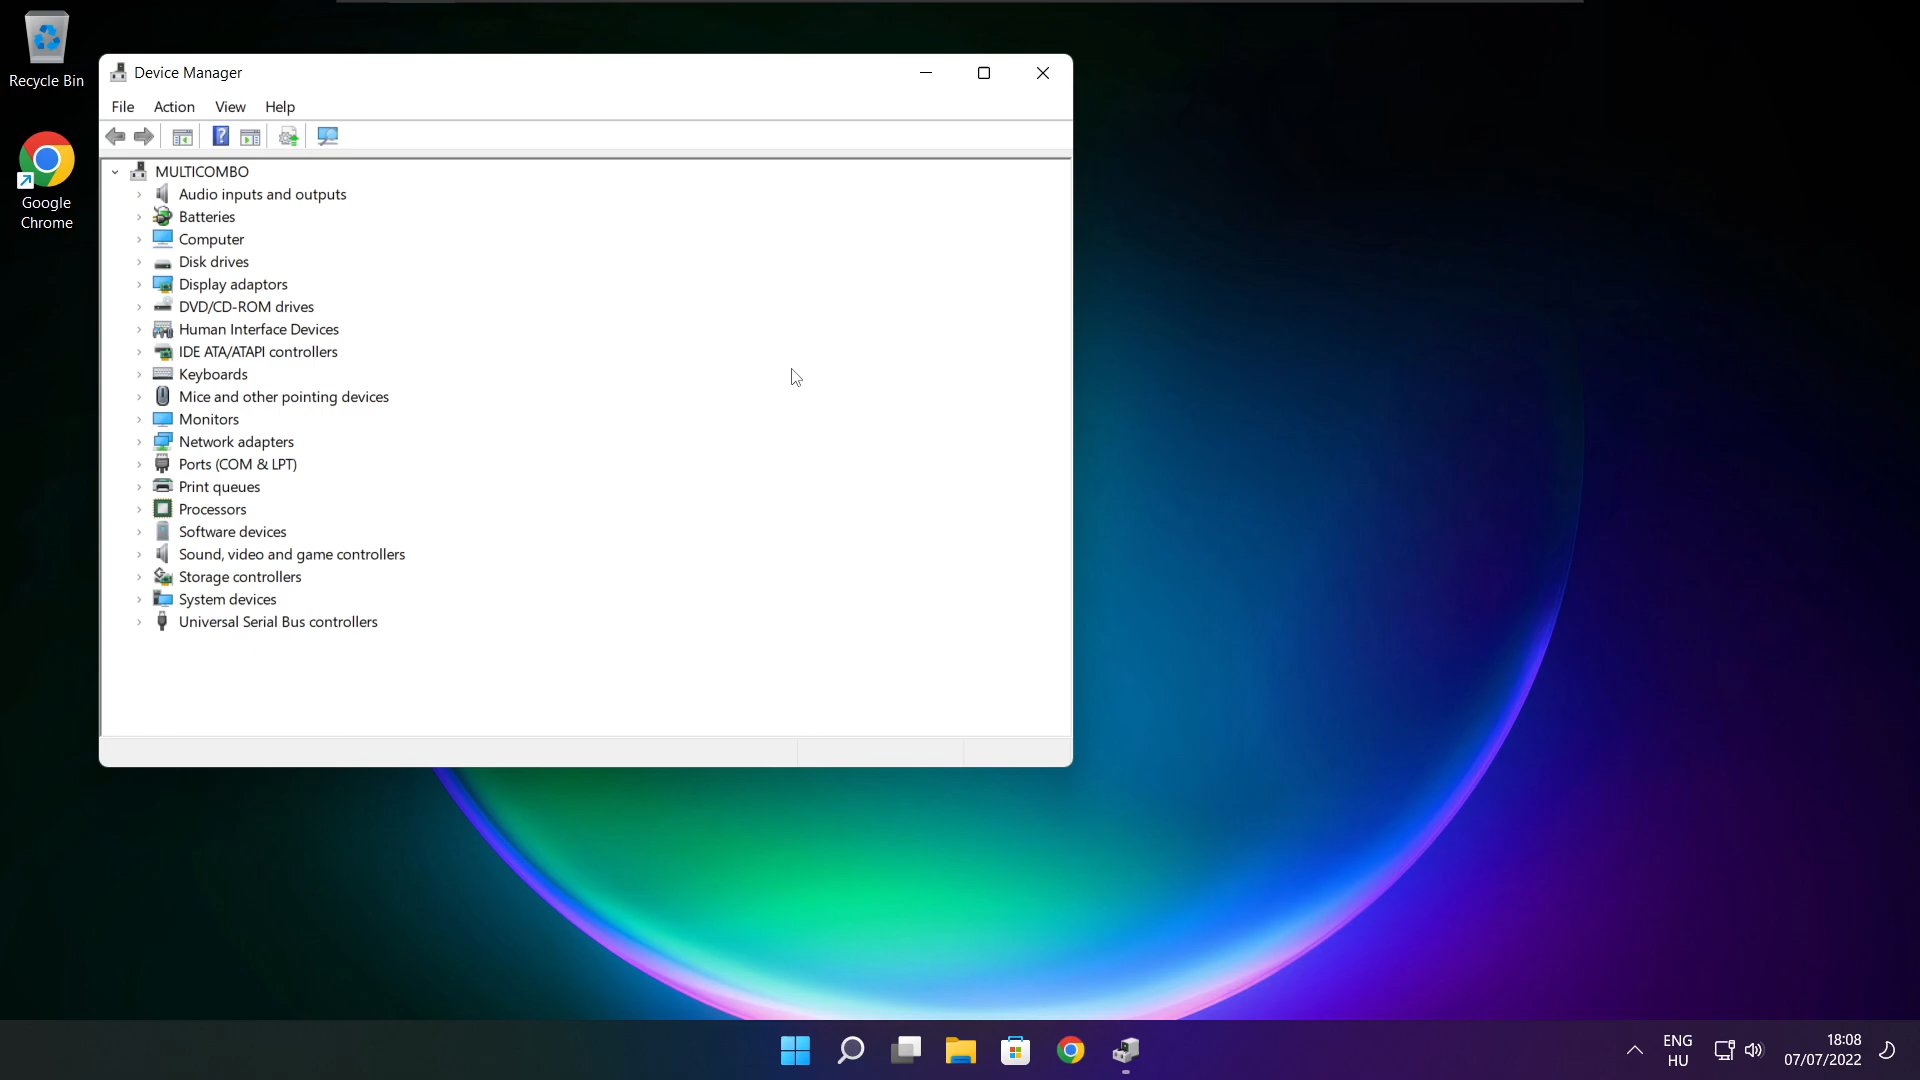 Recycle Bin
Google
Chrome
Device Manager
File Action View Help
MULTICOMBO
Audio inputs and outputs
Batteries
Computer
Disk drives
Display adaptors
DVD/CD-ROM drives
Human Interface Devices
IDE ATA/ATAPI controllers
Keyboards
Mice and other pointing devices
Monitors
Network adapters
Ports (COM & LPT)
Print queues
Processors
Software devices
Sound, video and game controllers
Storage controllers
System devices
Universal Serial Bus controllers
ENG
HU
18:08
07/07/2022